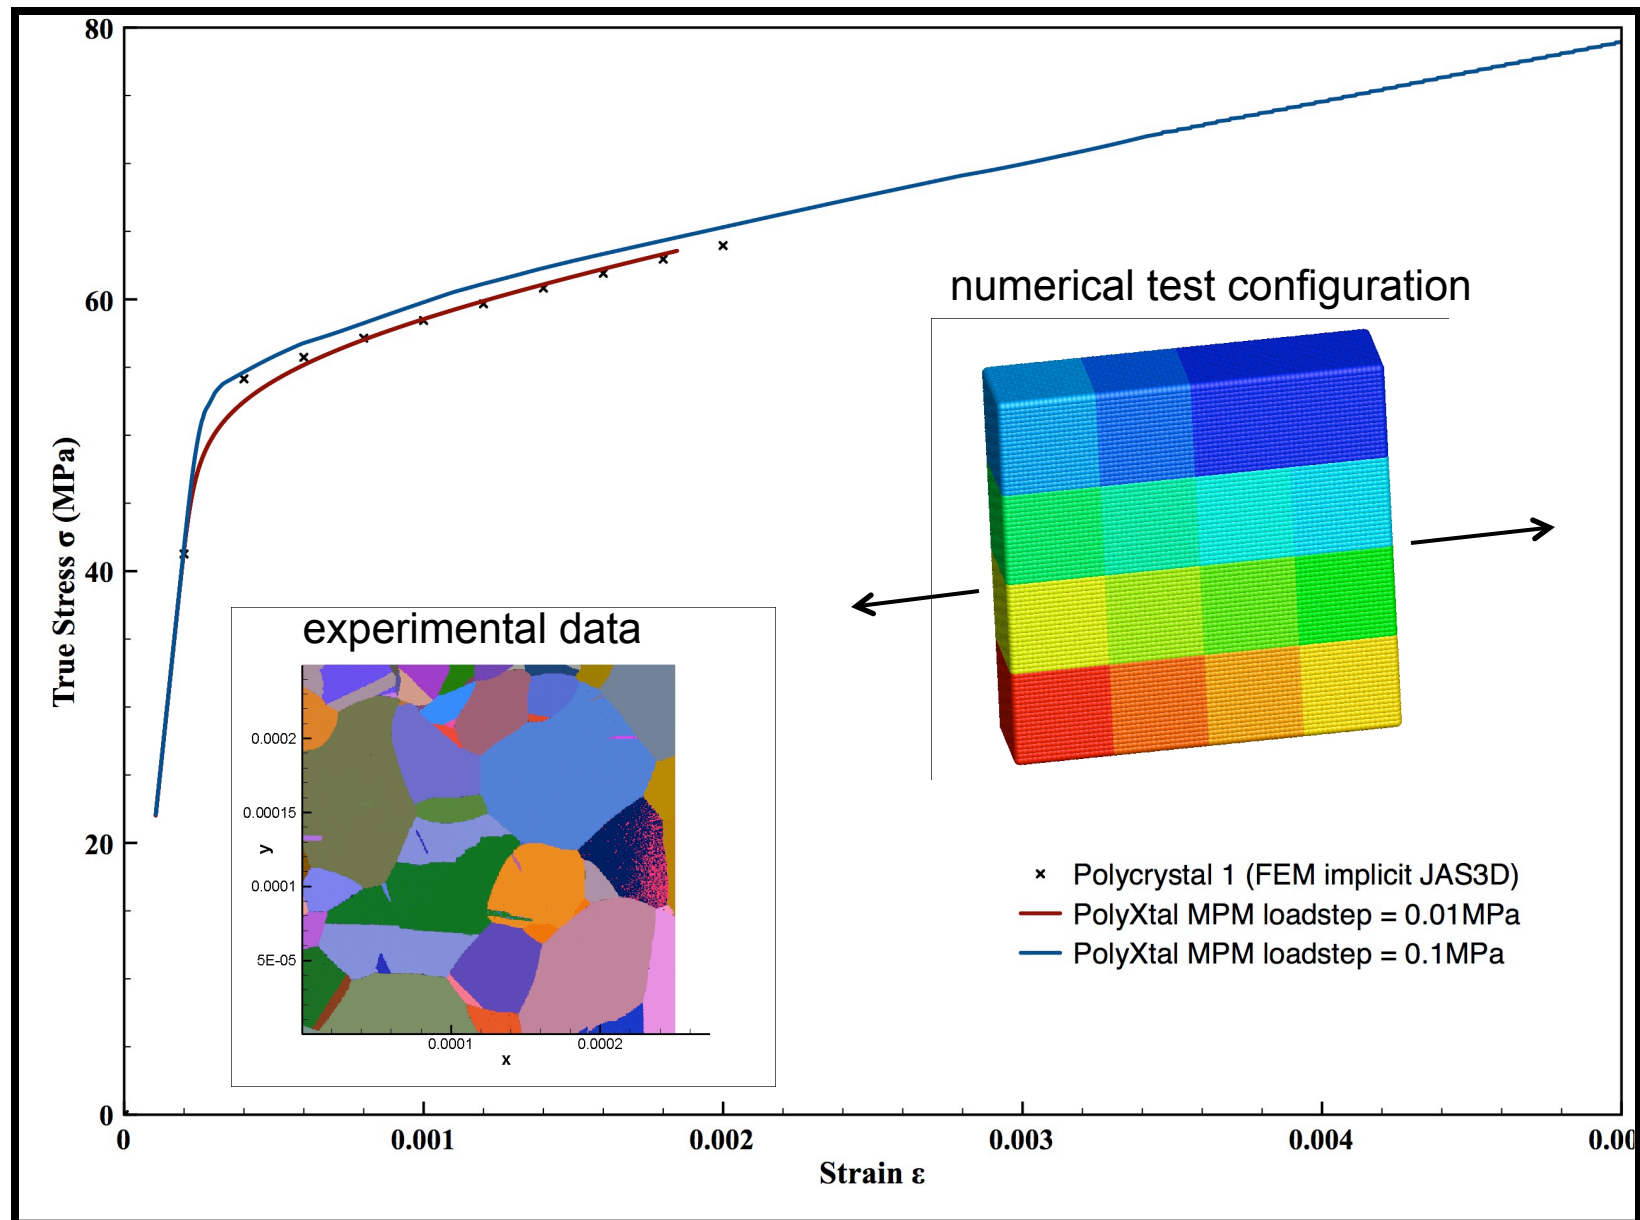 80
60
40
20
0
True Stress σ (MPa)
numerical test configuration
experimental data
0.0002
0.00015
0.0001
5E-05
y
0.0001 0.0002
x
Polycrystal 1 (FEM implicit JAS3D)
PolyXtal MPM loadstep = 0.01MPa
PolyXtal MPM loadstep = 0.1MPa
0 0.001 0.002 0.003 0.004 0.00
Strain ε